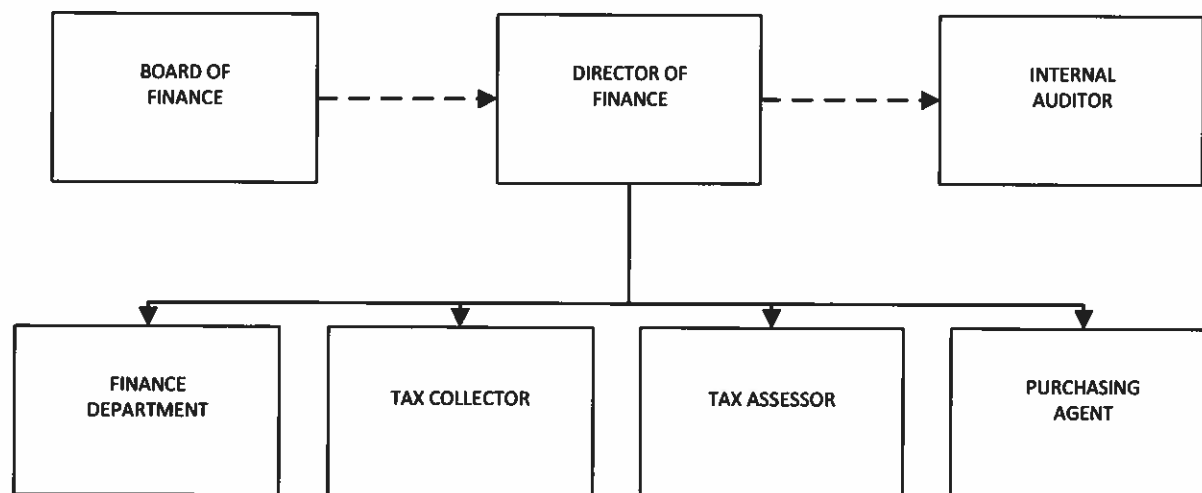 BOARD OF
FINANCE
DIRECTOR OF
FINANCE
INTERNAL
AUDITOR
FINANCE
DEPARTMENT
TAX COLLECTOR
TAX ASSESSOR
PURCHASING
AGENT